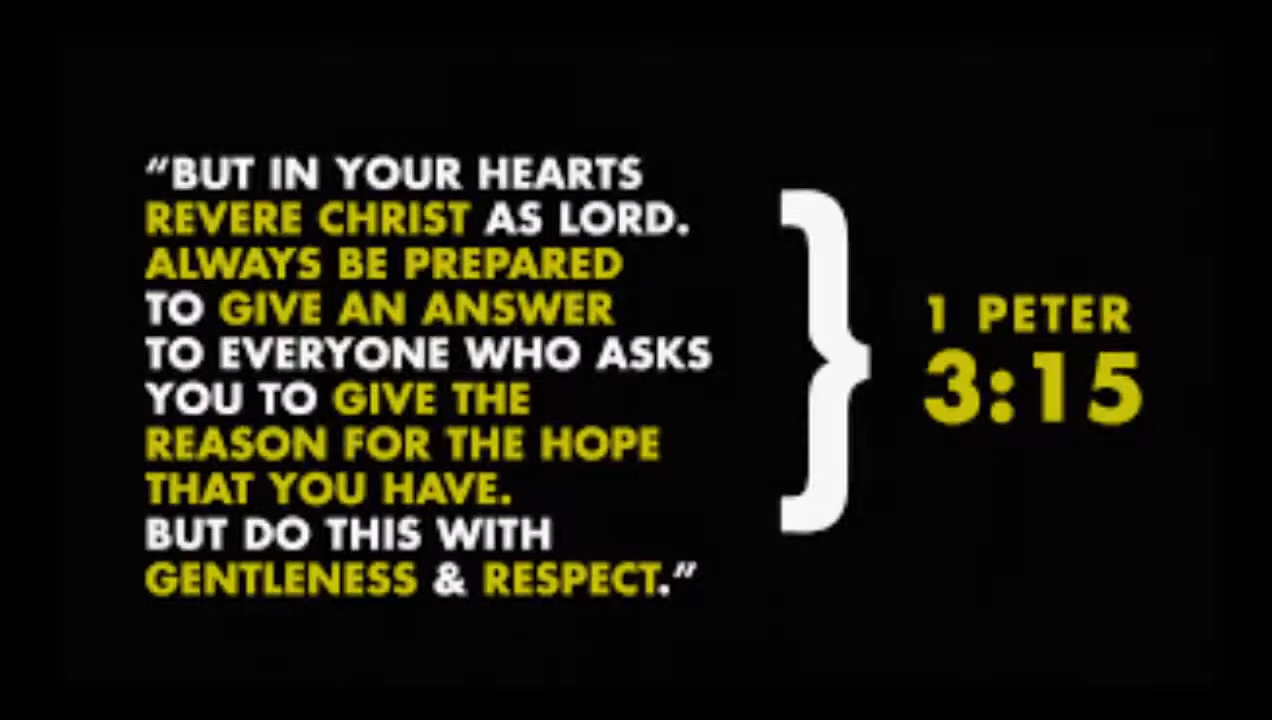 “BUT IN YOUR HEARTS
REVERE CHRIST AS LORD.
ALWAYS BE PREPARED
TO GIVE AN ANSWER
TO EVERYONE WHO ASKS
YOU TO GIVE THE
REASON FOR THE HOPE
THAT YOU HAVE.
BUT DO THIS WITH
GENTLENESS & RESPECT.”
}
1 PETER
3:15